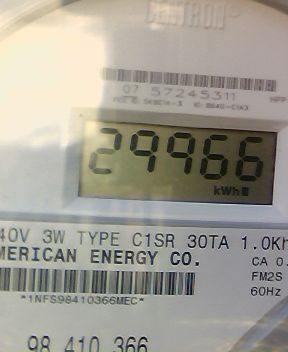 CENTRON®
07 57245311
29966
kWh
40V 3W TYPE C1SR 30TA 1.0Kh
MERICAN ENERGY CO.
CA 0.
FM2S
60Hz
*1NFS98410366MEC*
98 410 366